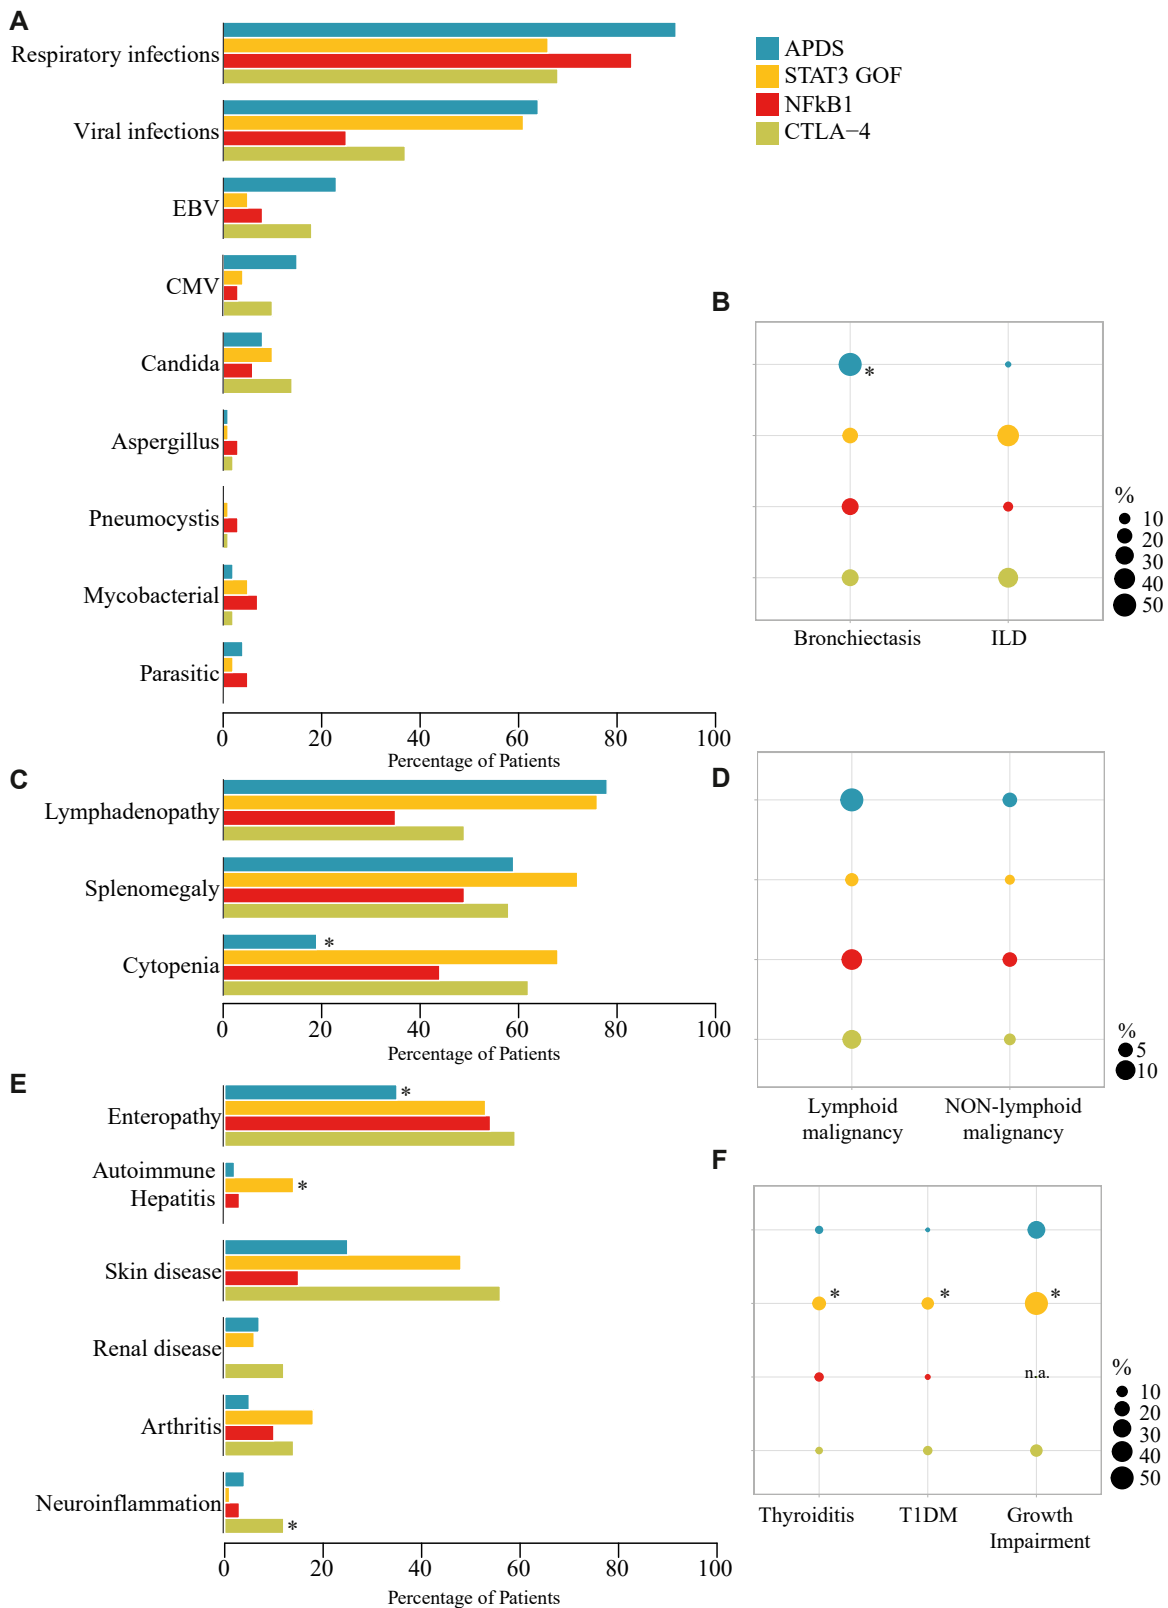 A
Respiratory infections
Viral infections
EBV
CMV
Candida
Aspergillus
Pneumocystis
Mycobacterial
Parasitic
0 20 40 60 80 100
Percentage of Patients
APDS
STAT3 GOF
NFkB1
CTLA−4
B
*
%
10
20
30
40
50
Bronchiectasis ILD
C
Lymphadenopathy
Splenomegaly
Cytopenia *
0 20 40 60 80 100
Percentage of Patients
D
%
5
10
Lymphoid malignancy
NON-lymphoid malignancy
E
Enteropathy *
Autoimmune
Hepatitis *
Skin disease
Renal disease
Arthritis
Neuroinflammation *
0 20 40 60 80 100
Percentage of Patients
F
* * *
n.a.
%
10
20
30
40
50
Thyroiditis T1DM Growth
Impairment